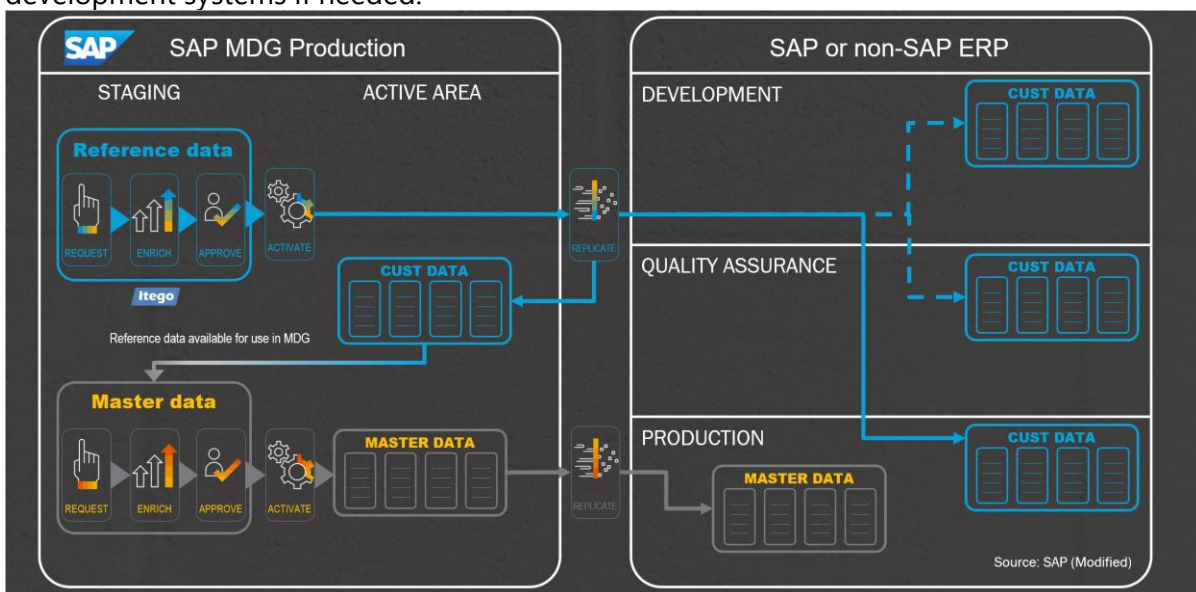 development systems if needed.
SAP
SAP MDG Production
STAGING
ACTIVE AREA
Reference data
REQUEST
ENRICH
APPROVE
ACTIVATE
REPLICATE
CUST DATA
Itego
Reference data available for use in MDG
Master data
REQUEST
ENRICH
APPROVE
ACTIVATE
MASTER DATA
REPLICATE
SAP or non-SAP ERP
DEVELOPMENT
CUST DATA
QUALITY ASSURANCE
CUST DATA
PRODUCTION
CUST DATA
MASTER DATA
Source: SAP (Modified)